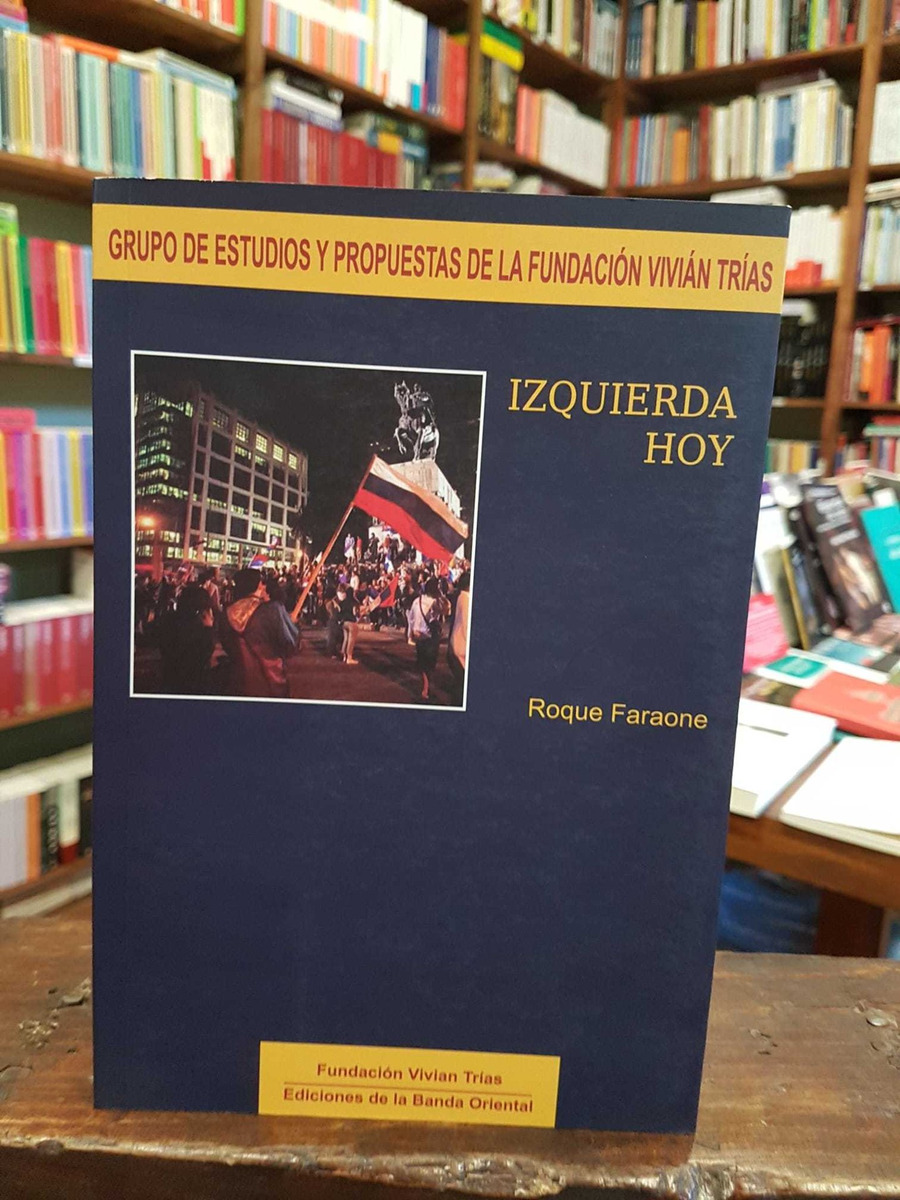 GRUPO DE ESTUDIOS Y PROPUESTAS DE LA FUNDACIÓN VIVIÁN TRÍAS
IZQUIERDA
HOY
Roque Faraone
Fundación Vivian Trías
Ediciones de la Banda Oriental